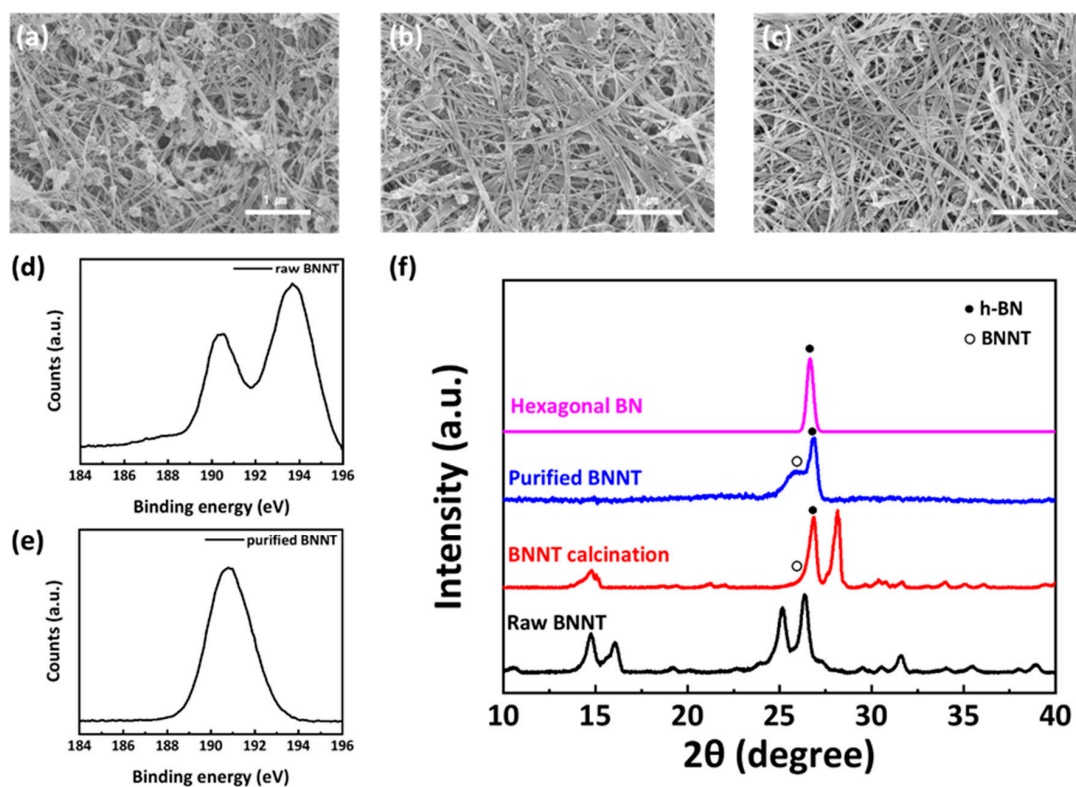 (a)
(b)
(c)
1 μm
1 μm
1 μm
(d)
raw BNNT
Counts (a.u.)
184 186 188 190 192 194 196
Binding energy (eV)
(e)
purified BNNT
Counts (a.u.)
184 186 188 190 192 194 196
Binding energy (eV)
(f)
● h-BN
○ BNNT
Hexagonal BN
Purified BNNT
BNNT calcination
Raw BNNT
Intensity (a.u.)
10 15 20 25 30 35 40
2θ (degree)